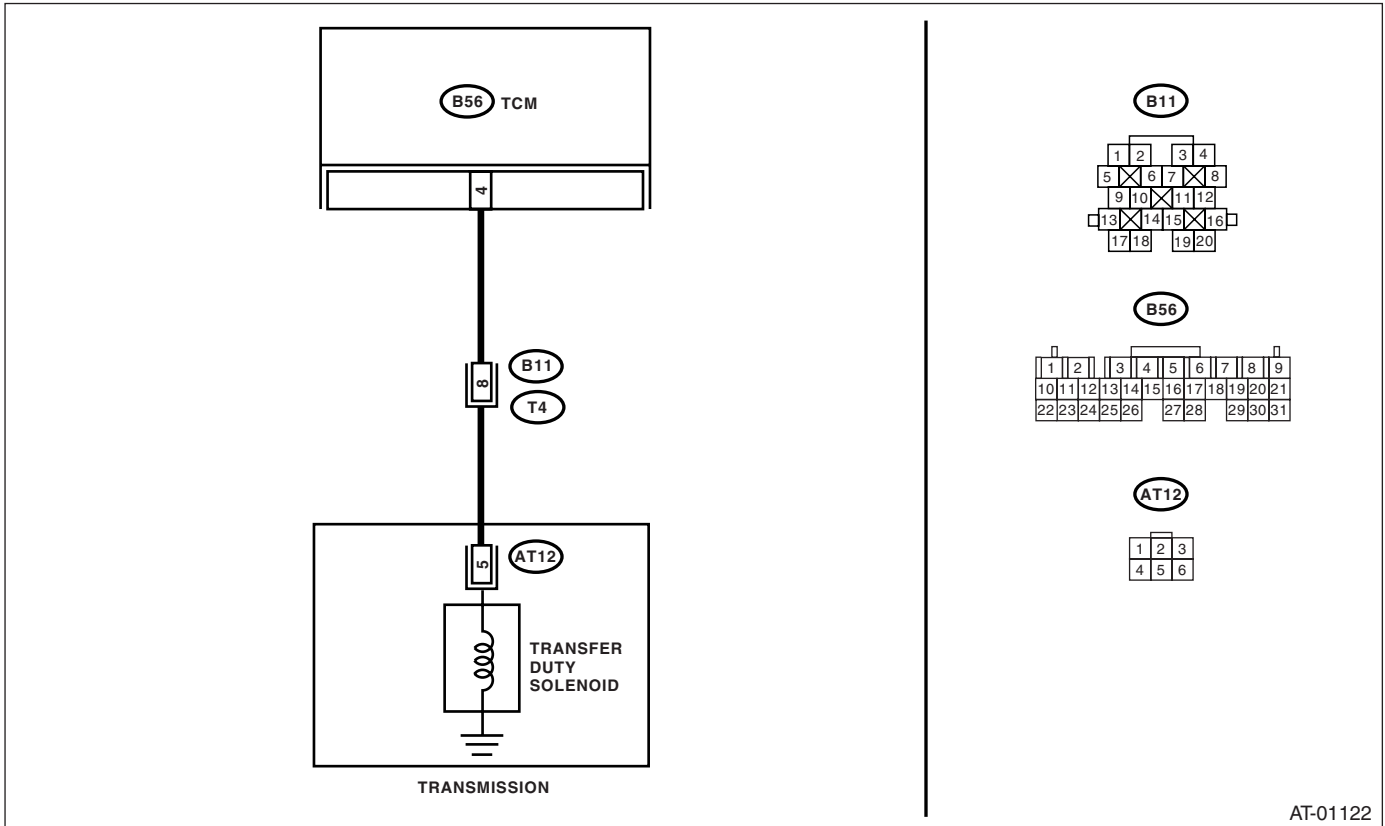 B56 TCM
4
8
B11
T4
5
AT12
TRANSFER
DUTY
SOLENOID
TRANSMISSION
B11
1 2 3 4
5 6 7 8
9 10 11 12
13 14 15 16
17 18 19 20
B56
1 2 3 4 5 6 7 8 9
10 11 12 13 14 15 16 17 18 19 20 21
22 23 24 25 26 27 28 29 30 31
AT12
1 2 3
4 5 6
AT-01122